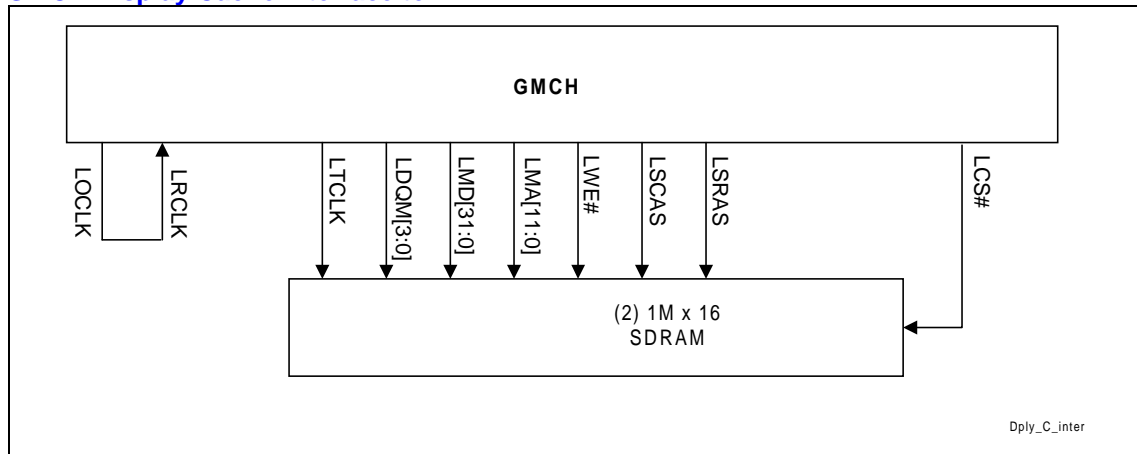 GMCH
LOCLK
LRCLK
LTCLK
LDQM[3:0]
LMD[31:0]
LMA[11:0]
LWE#
LSCAS
LSRAS
LCS#
(2) 1M x 16
SDRAM
Dply_C_inter